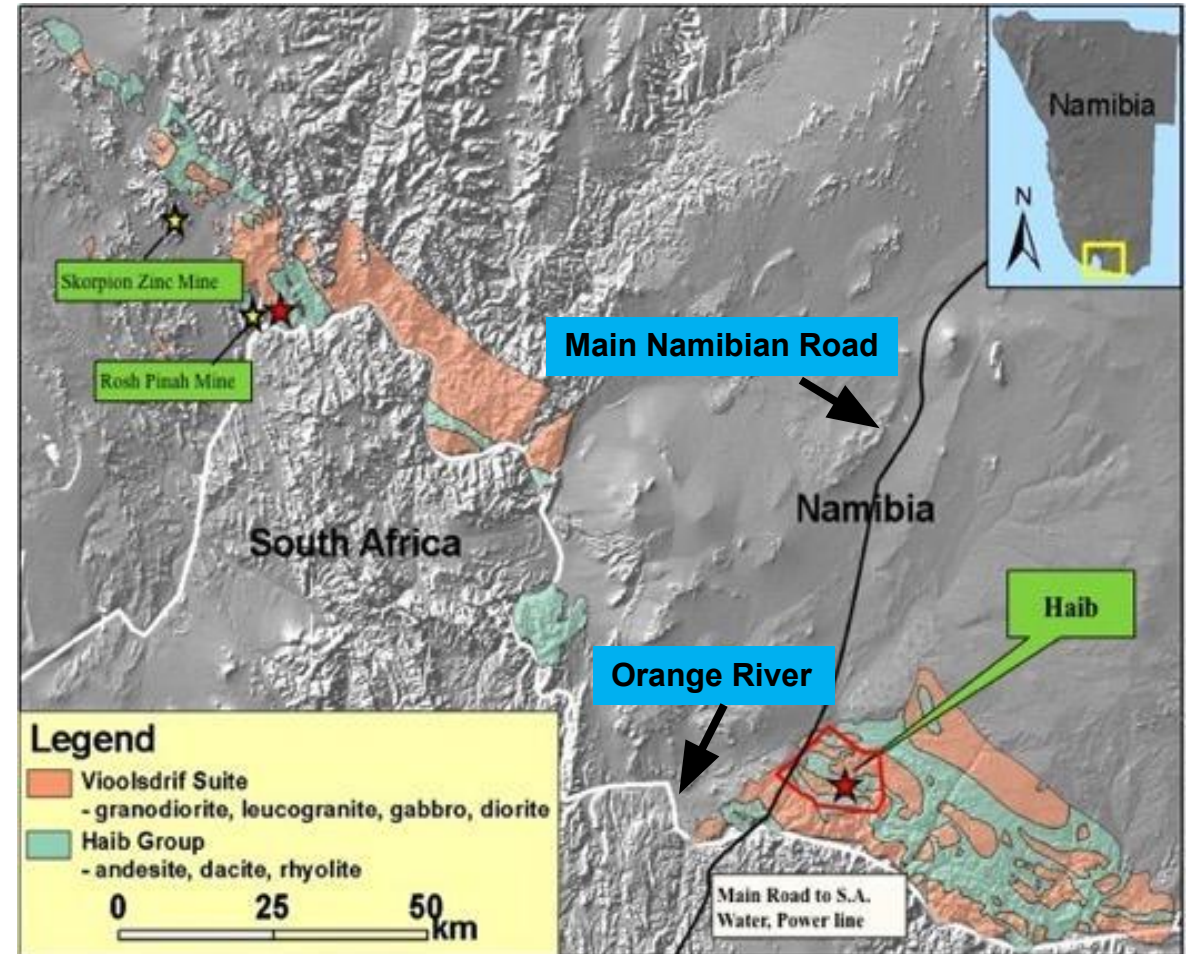 Namibia
N
Skorpion Zinc Mine
Rosh Pinah Mine
Main Namibian Road
Namibia
South Africa
Haib
Orange River
Legend
Vioolsdrif Suite
- granodiorite, leucogranite, gabbro, diorite
Haib Group
- andesite, dacite, rhyolite
0 25 50 km
Main Road to S.A.
Water, Power line